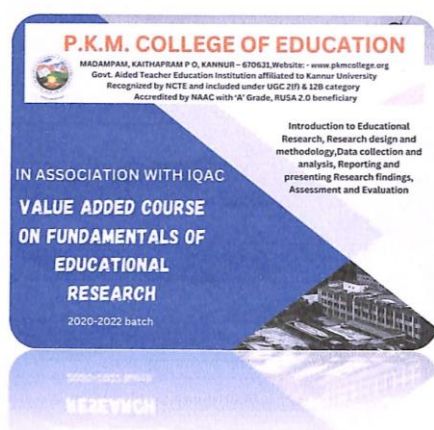 P.K.M. COLLEGE OF EDUCATION
MADAMPAM, KAITHAPRAM P O, KANNUR – 670631,Website: - www.pkmcollege.org
Govt. Aided Teacher Education Institution affiliated to Kannur University
Recognized by NCTE and included under UGC 2(f) & 12B category
Accredited by NAAC with 'A' Grade, RUSA 2.0 beneficiary
Introduction to Educational
Research, Research design and
methodology,Data collection and
analysis, Reporting and
presenting Research findings,
Assessment and Evaluation
IN ASSOCIATION WITH IQAC
VALUE ADDED COURSE
ON FUNDAMENTALS OF
EDUCATIONAL
RESEARCH
2020-2022 batch